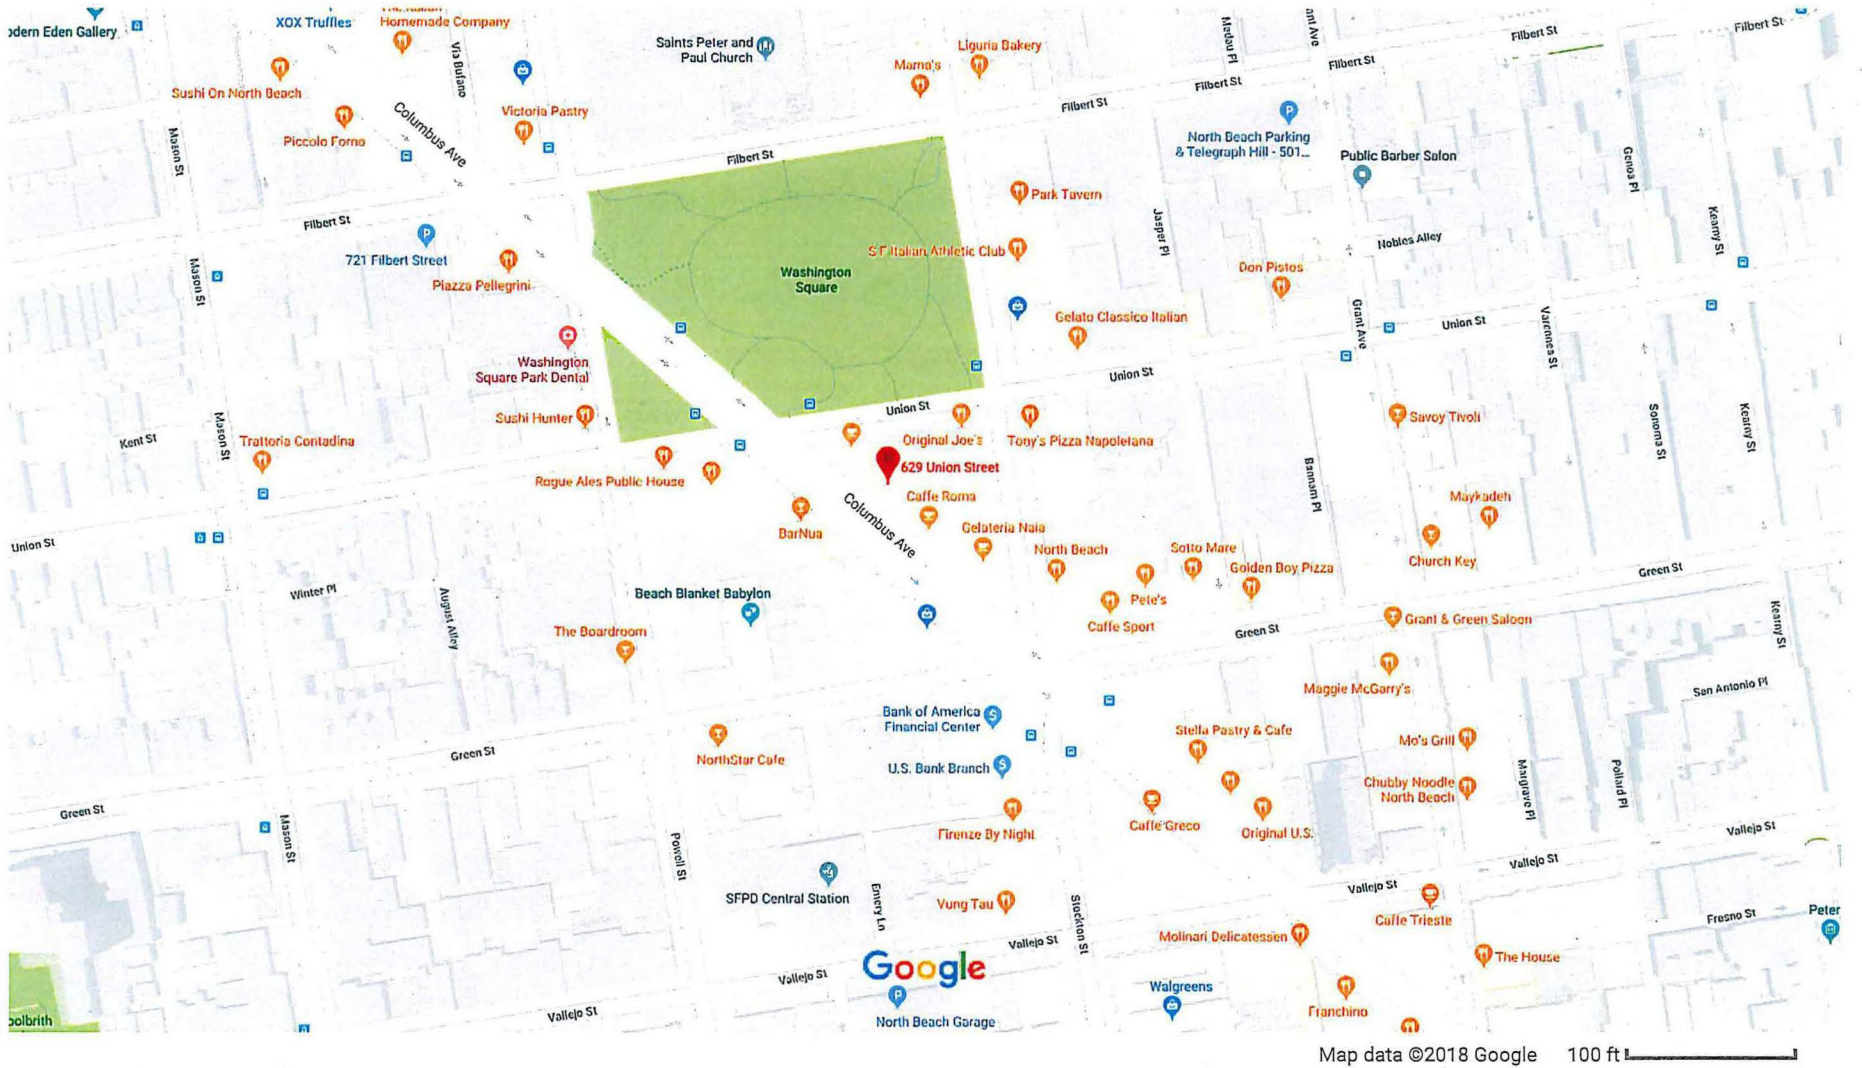 odern Eden Gallery
XOX Truffles
The Italian
Homemade Company
Via Bufano
Saints Peter and
Paul Church
Liguria Bakery
Mama's
Medau Pl
ant Ave
Filbert St
Filbert St
Filbert St
Filbert St
Filbert St
Sushi On North Beach
Piccolo Forno
Columbus Ave
Victoria Pastry
Mason St
Filbert St
North Beach Parking
& Telegraph Hill - 501...
Public Barber Salon
Genoa Pl
Park Tavern
Jasper Pl
Kearny St
Filbert St
721 Filbert Street
Piazza Pellegrini
Washington
Square
S F Italian Athletic Club
Nobles Alley
Don Pistos
Mason St
Gelato Classico Italian
Grant Ave
Union St
Varennes St
Washington
Square Park Dental
Union St
Sushi Hunter
Union St
Original Joe's
Tony's Pizza Napoletana
Savoy Tivoli
Sonoma St
Kearny St
Kent St
Mason St
Trattoria Contadina
Rogue Ales Public House
629 Union Street
Bannam Pl
Caffe Roma
Columbus Ave
Maykadeh
BarNua
Gelateria Naia
Union St
North Beach
Sotto Mare
Golden Boy Pizza
Church Key
Green St
Winter Pl
August Alley
Beach Blanket Babylon
Pete's
Caffe Sport
The Boardroom
Green St
Grant & Green Saloon
Kearny St
Maggie McGarry's
San Antonio Pl
Bank of America
Financial Center
Stella Pastry & Cafe
Mo's Grill
Green St
NorthStar Cafe
U.S. Bank Branch
Chubby Noodle
North Beach
Margrave Pl
Pollard Pl
Green St
Mason St
Firenze By Night
Caffe Greco
Original U.S.
Vallejo St
Powell St
Vallejo St
SFPD Central Station
Emery Ln
Vung Tau
Stockton St
Vallejo St
Caffe Trieste
Fresno St
Peter
Molinari Delicatessen
Vallejo St
The House
Google
Vallejo St
Walgreens
Vallejo St
North Beach Garage
Franchino
oolbrith
Map data ©2018 Google 100 ft